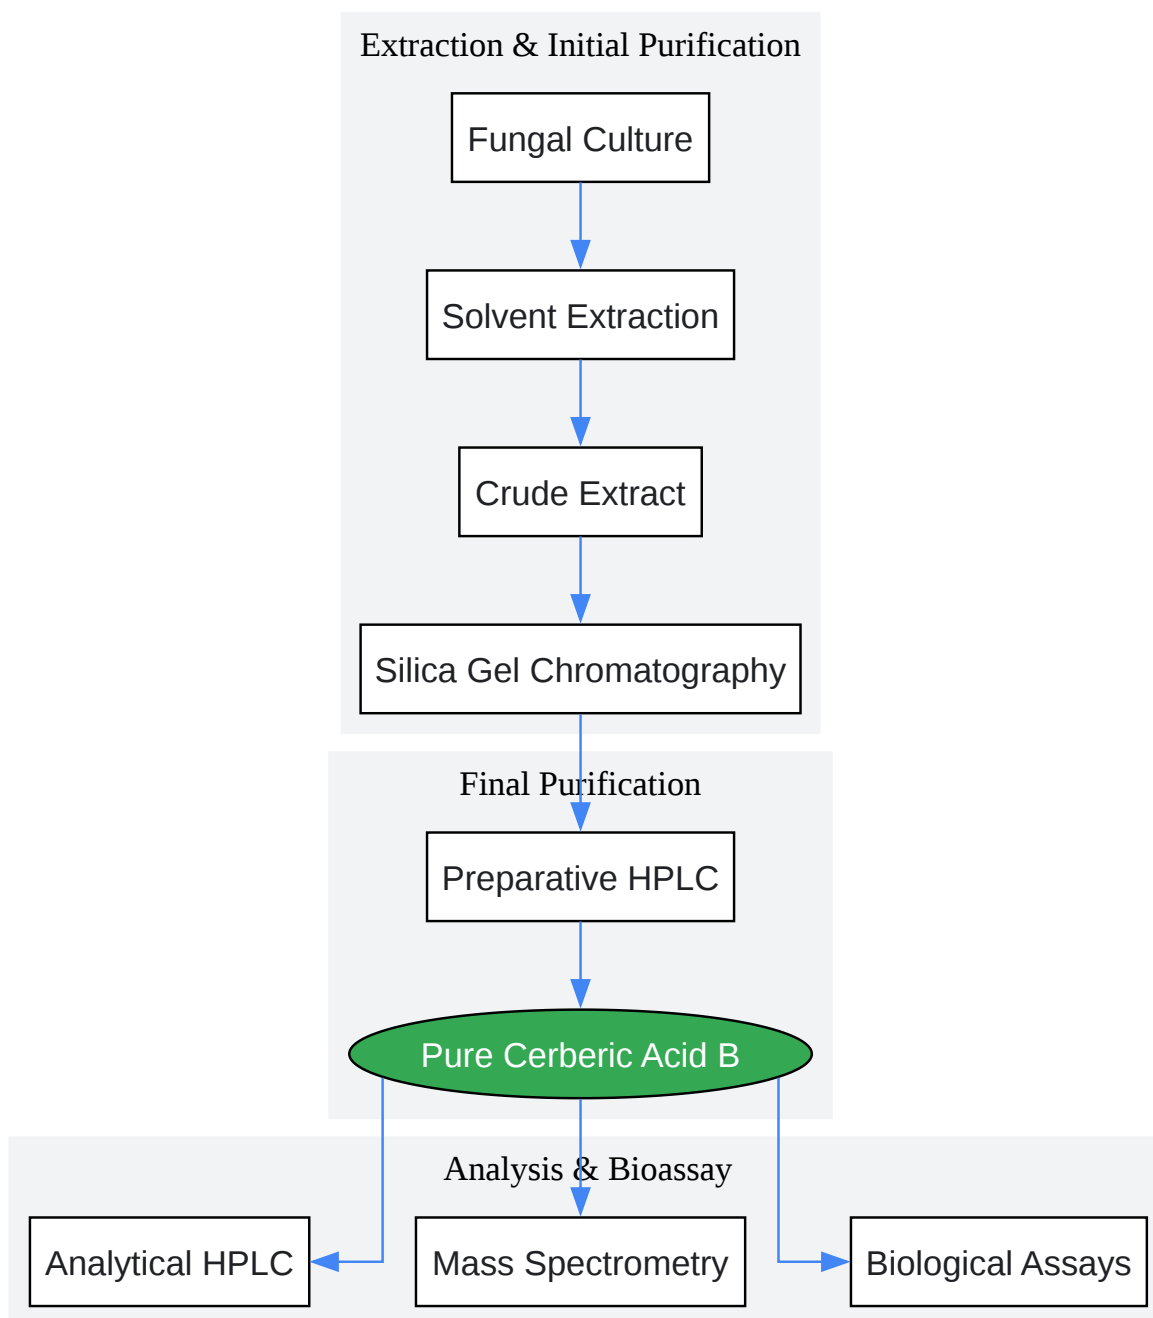 Extraction & Initial Purification
Fungal Culture
Solvent Extraction
Crude Extract
Silica Gel Chromatography
Final Purification
Preparative HPLC
Pure Cerberic Acid B
Analysis & Bioassay
Analytical HPLC
Mass Spectrometry
Biological Assays